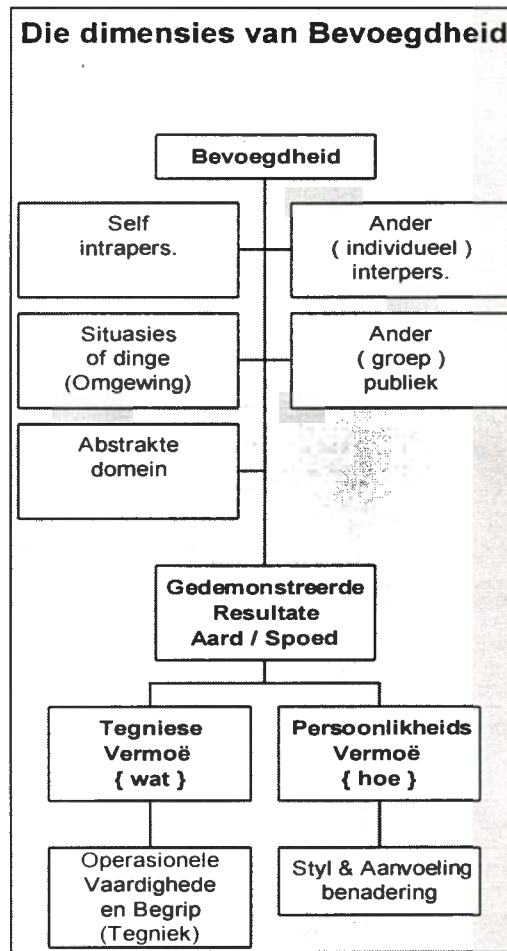 Die dimensies van Bevoegdheid
Bevoegdheid
Self
intrapers.
Ander
( individueel )
interpers.
Situasies
of dinge
(Omgewing)
Ander
( groep )
publiek
Abstrakte
domein
Gedemonstreerde
Resultate
Aard / Spoed
Tegniese
Vermoë
{ wat }
Persoonlikheids
Vermoë
{ hoe }
Operasionele
Vaardighede
en Begrip
(Tegniek)
Styl & Aanvoeling
benadering